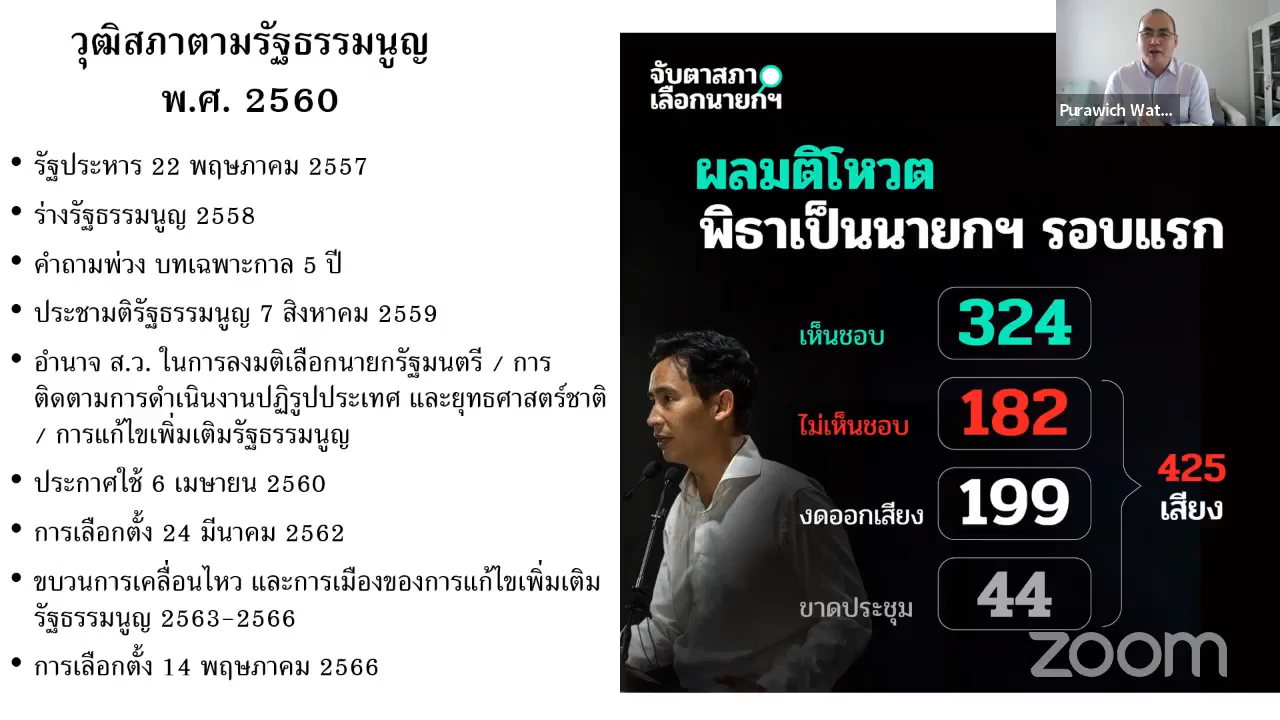 วุฒิสภาตามรัฐธรรมนูญ
พ.ศ. 2560
• รัฐประหาร 22 พฤษภาคม 2557
• ร่างรัฐธรรมนูญ 2558
• คำถามพ่วง บทเฉพาะกาล 5 ปี
• ประชามติรัฐธรรมนูญ 7 สิงหาคม 2559
• อำนาจ ส.ว. ในการลงมติเลือกนายกรัฐมนตรี / การ
ติดตามการดำเนินงานปฏิรูปประเทศ และยุทธศาสตร์ชาติ
/ การแก้ไขเพิ่มเติมรัฐธรรมนูญ
• ประกาศใช้ 6 เมษายน 2560
• การเลือกตั้ง 24 มีนาคม 2562
• ขบวนการเคลื่อนไหว และการเมืองของการแก้ไขเพิ่มเติม
รัฐธรรมนูญ 2563-2566
• การเลือกตั้ง 14 พฤษภาคม 2566
จับตาสภา
เลือกนายกฯ
ผลมติโหวต
พิธาเป็นนายกฯ รอบแรก
เห็นชอบ 324
ไม่เห็นชอบ 182
งดออกเสียง 199
ขาดประชุม 44
425
เสียง
Purawich Wat...
zoom